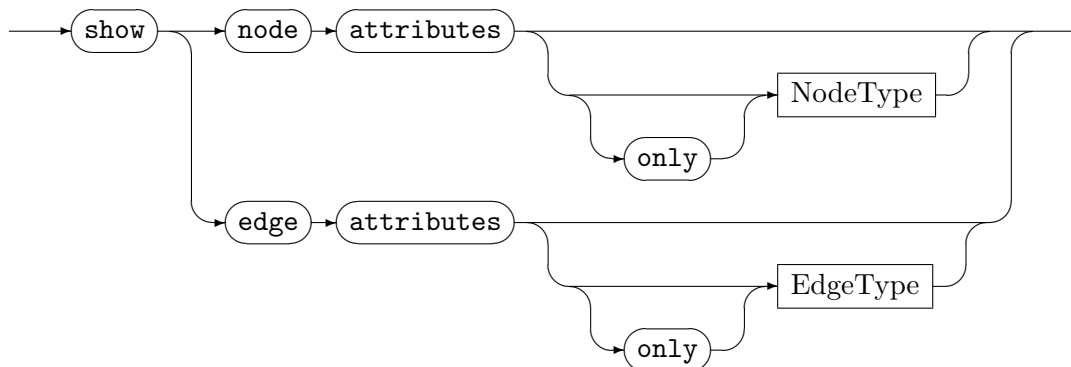 show node attributes
NodeType
only
edge attributes
EdgeType
only